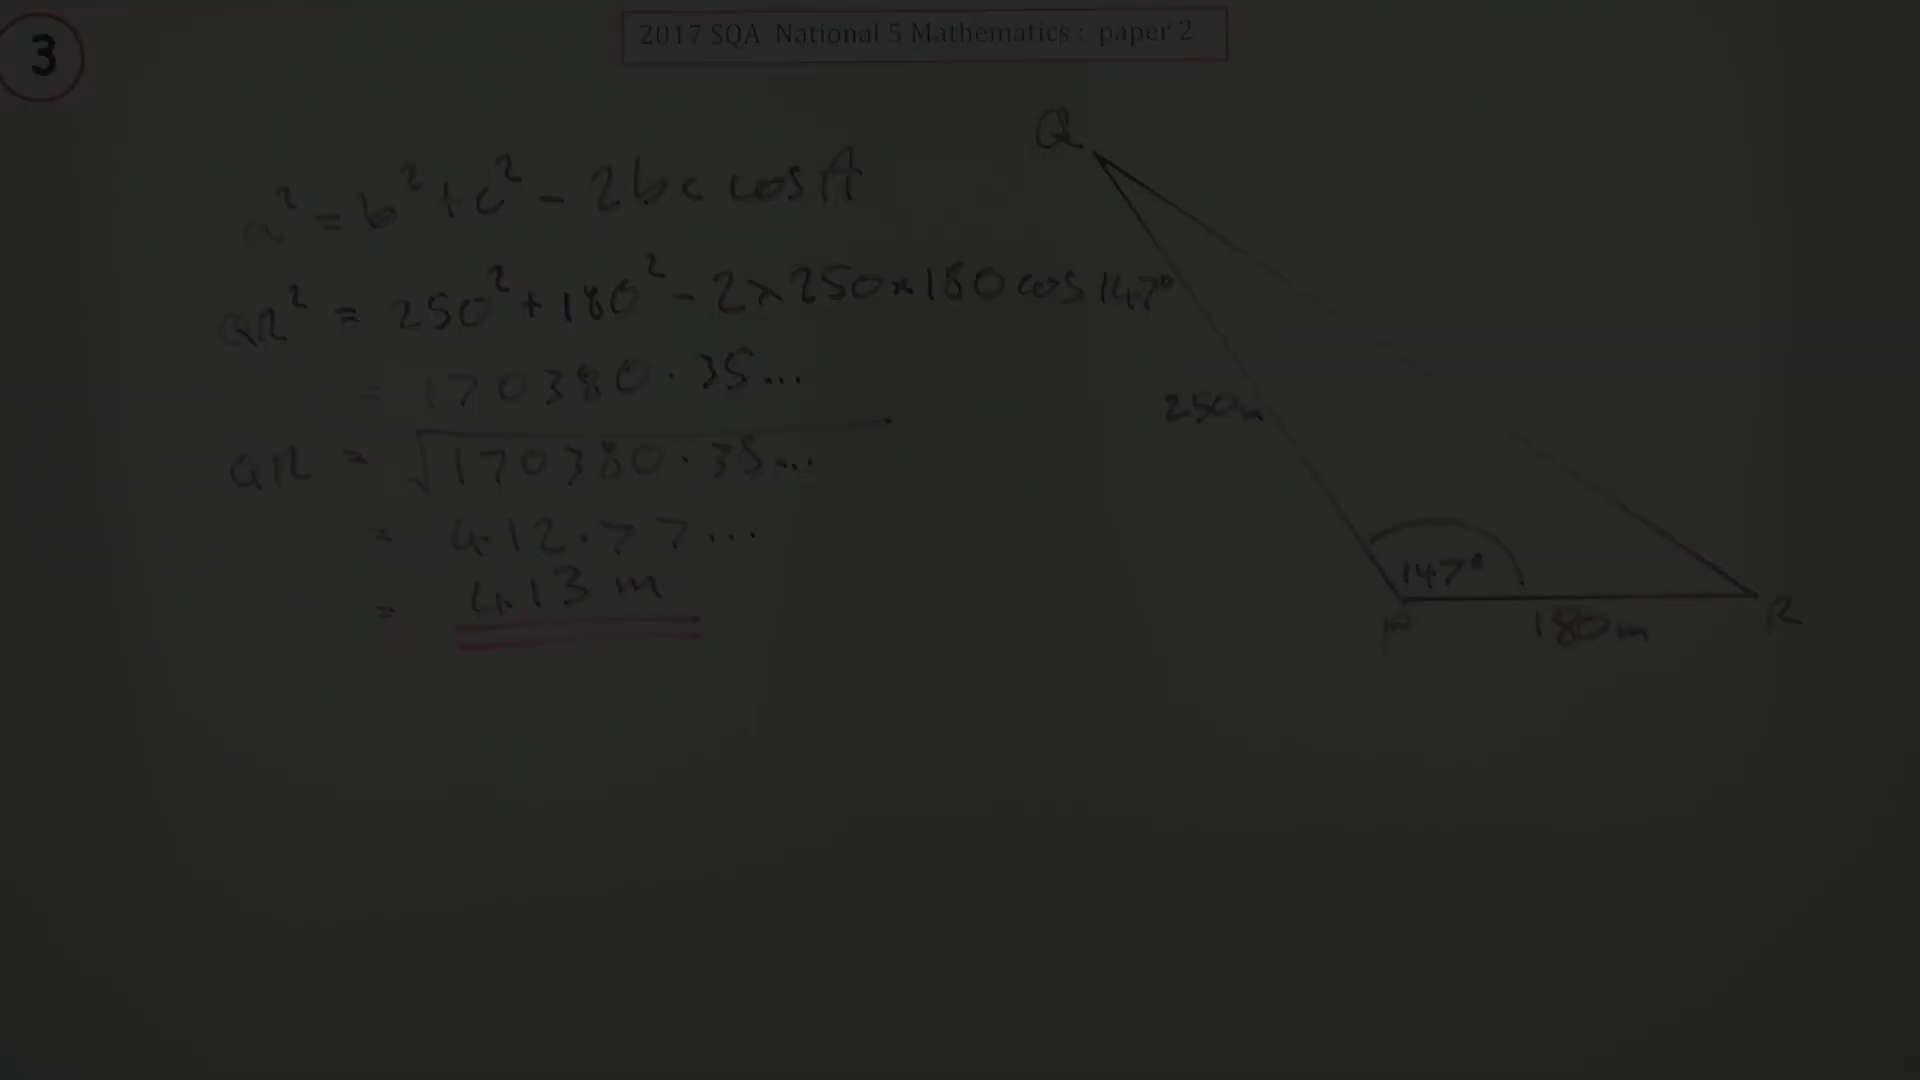 3
2017 SQA National 5 Mathematics : paper 2
a² = b² + c² - 2bc cos A
QR² = 250² + 180² - 2 x 250 x 180 cos 147°
= 170380.35...
QR = √170380.35...
= 412.77...
= 413 m
Q
250m
147°
P
180m
R